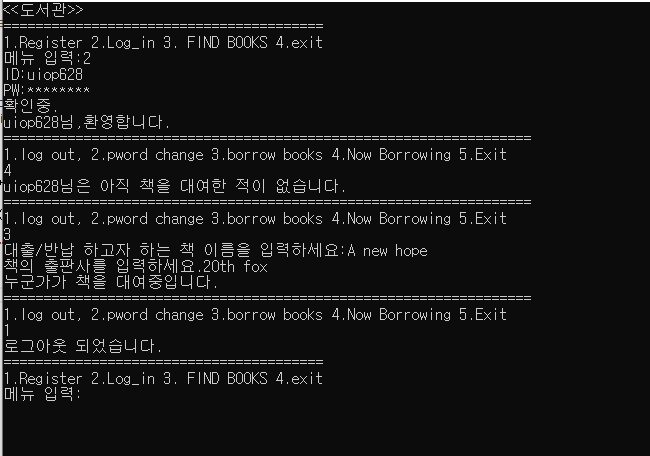 <<도서관>>
========================================
1.Register 2.Log_in 3. FIND BOOKS 4.exit
메뉴 입력:2
ID:uiop628
PW:********
확인중.
uiop628님,환영합니다.
==================================================================
1.log out, 2.pword change 3.borrow books 4.Now Borrowing 5.Exit
4
uiop628님은 아직 책을 대여한 적이 없습니다.
==================================================================
1.log out, 2.pword change 3.borrow books 4.Now Borrowing 5.Exit
3
대출/반납 하고자 하는 책 이름을 입력하세요:A new hope
책의 출판사를 입력하세요.20th fox
누군가가 책을 대여중입니다.
==================================================================
1.log out, 2.pword change 3.borrow books 4.Now Borrowing 5.Exit
1
로그아웃 되었습니다.
========================================
1.Register 2.Log_in 3. FIND BOOKS 4.exit
메뉴 입력: